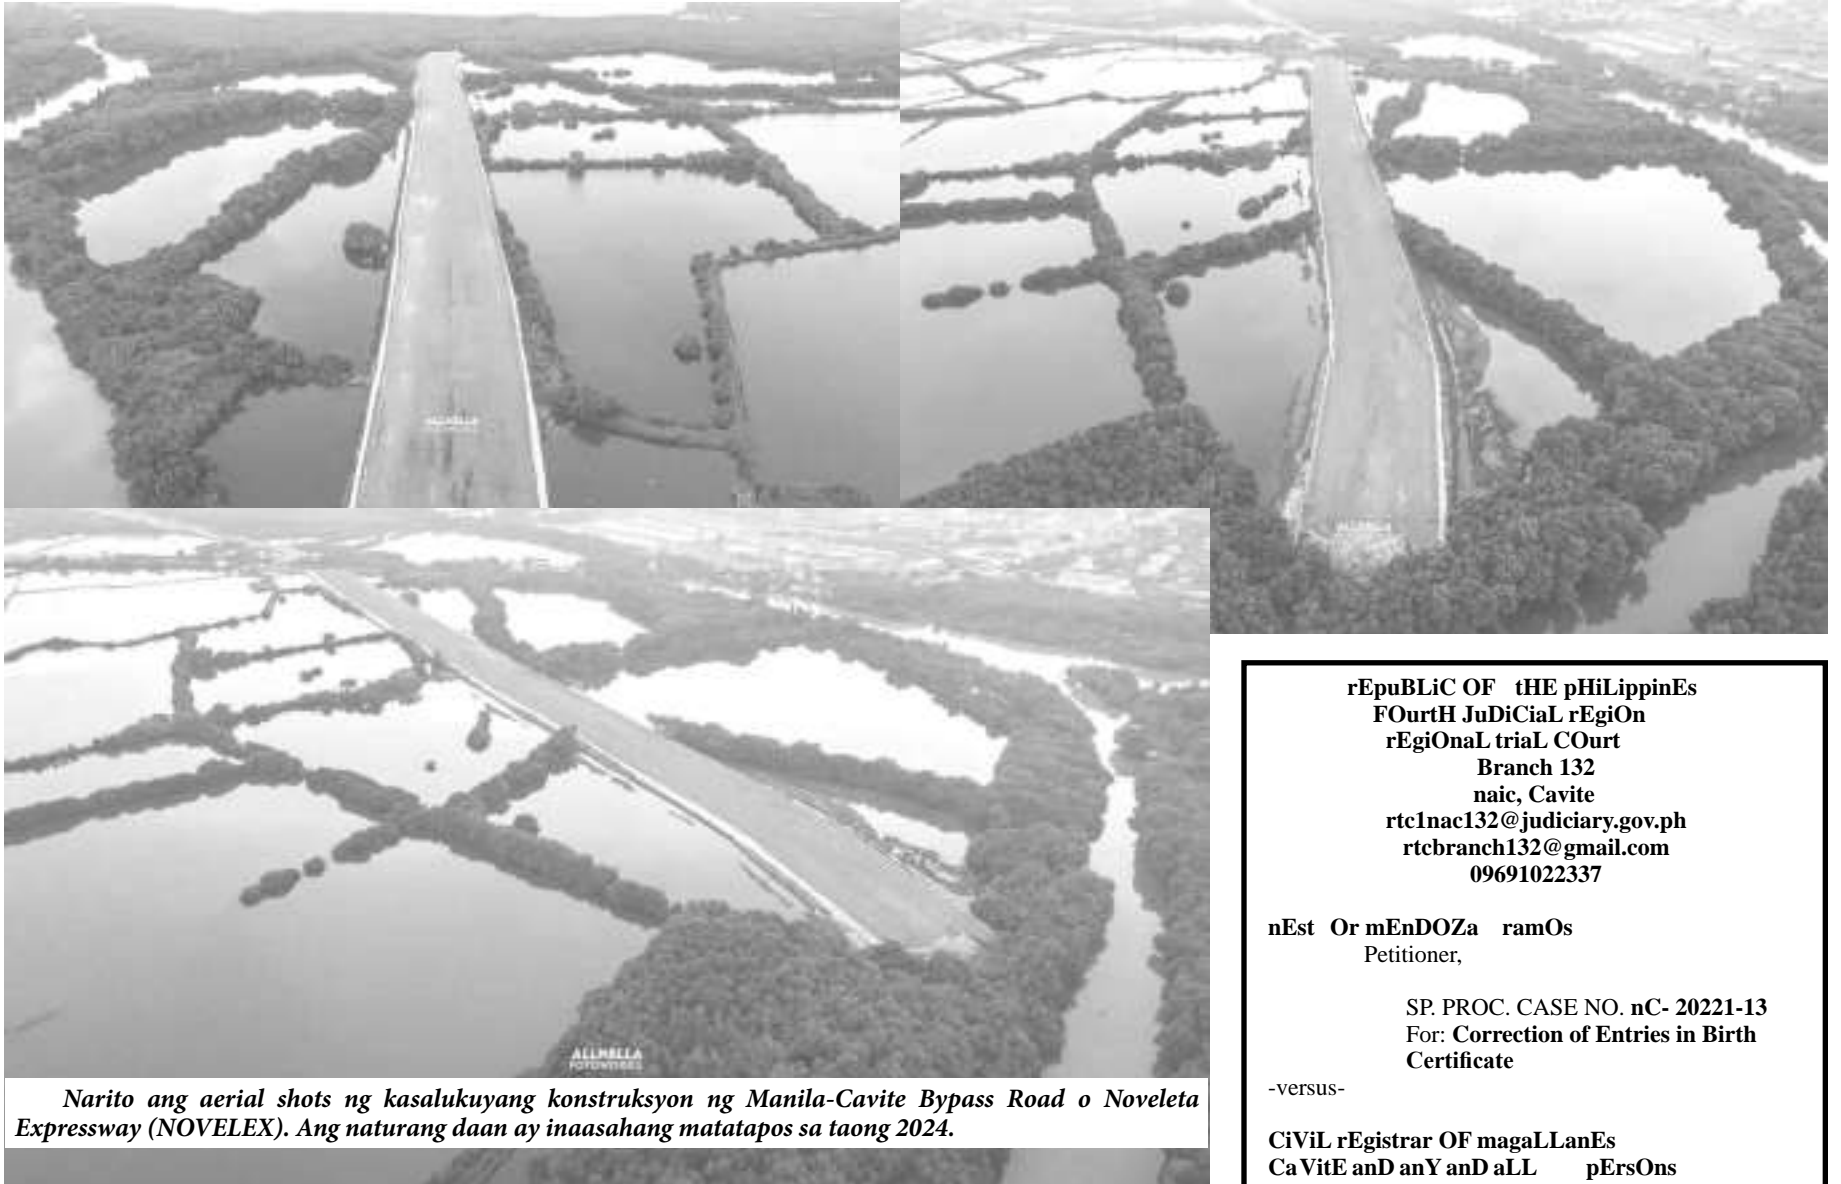 ALLMELLA
Narito ang aerial shots ng kasalukuyang konstruksyon ng Manila-Cavite Bypass Road o Noveleta
Expressway (NOVELEX). Ang naturang daan ay inaasahang matatapos sa taong 2024.
rEpuBLiC OF tHE pHiLippinEs
FOurtH JuDiCiaL rEgiOn
rEgiOnaL triaL COurt
Branch 132
naic, Cavite
rtc1nac132@judiciary.gov.ph
rtcbranch132@gmail.com
09691022337
nEst Or mEnDOZa ramOs
Petitioner,
SP. PROC. CASE NO. nC- 20221-13
For: Correction of Entries in Birth
Certificate
-versus-
CiViL rEgistrar OF magaLLanEs
CaVitE anD anY anD aLL pErsOns